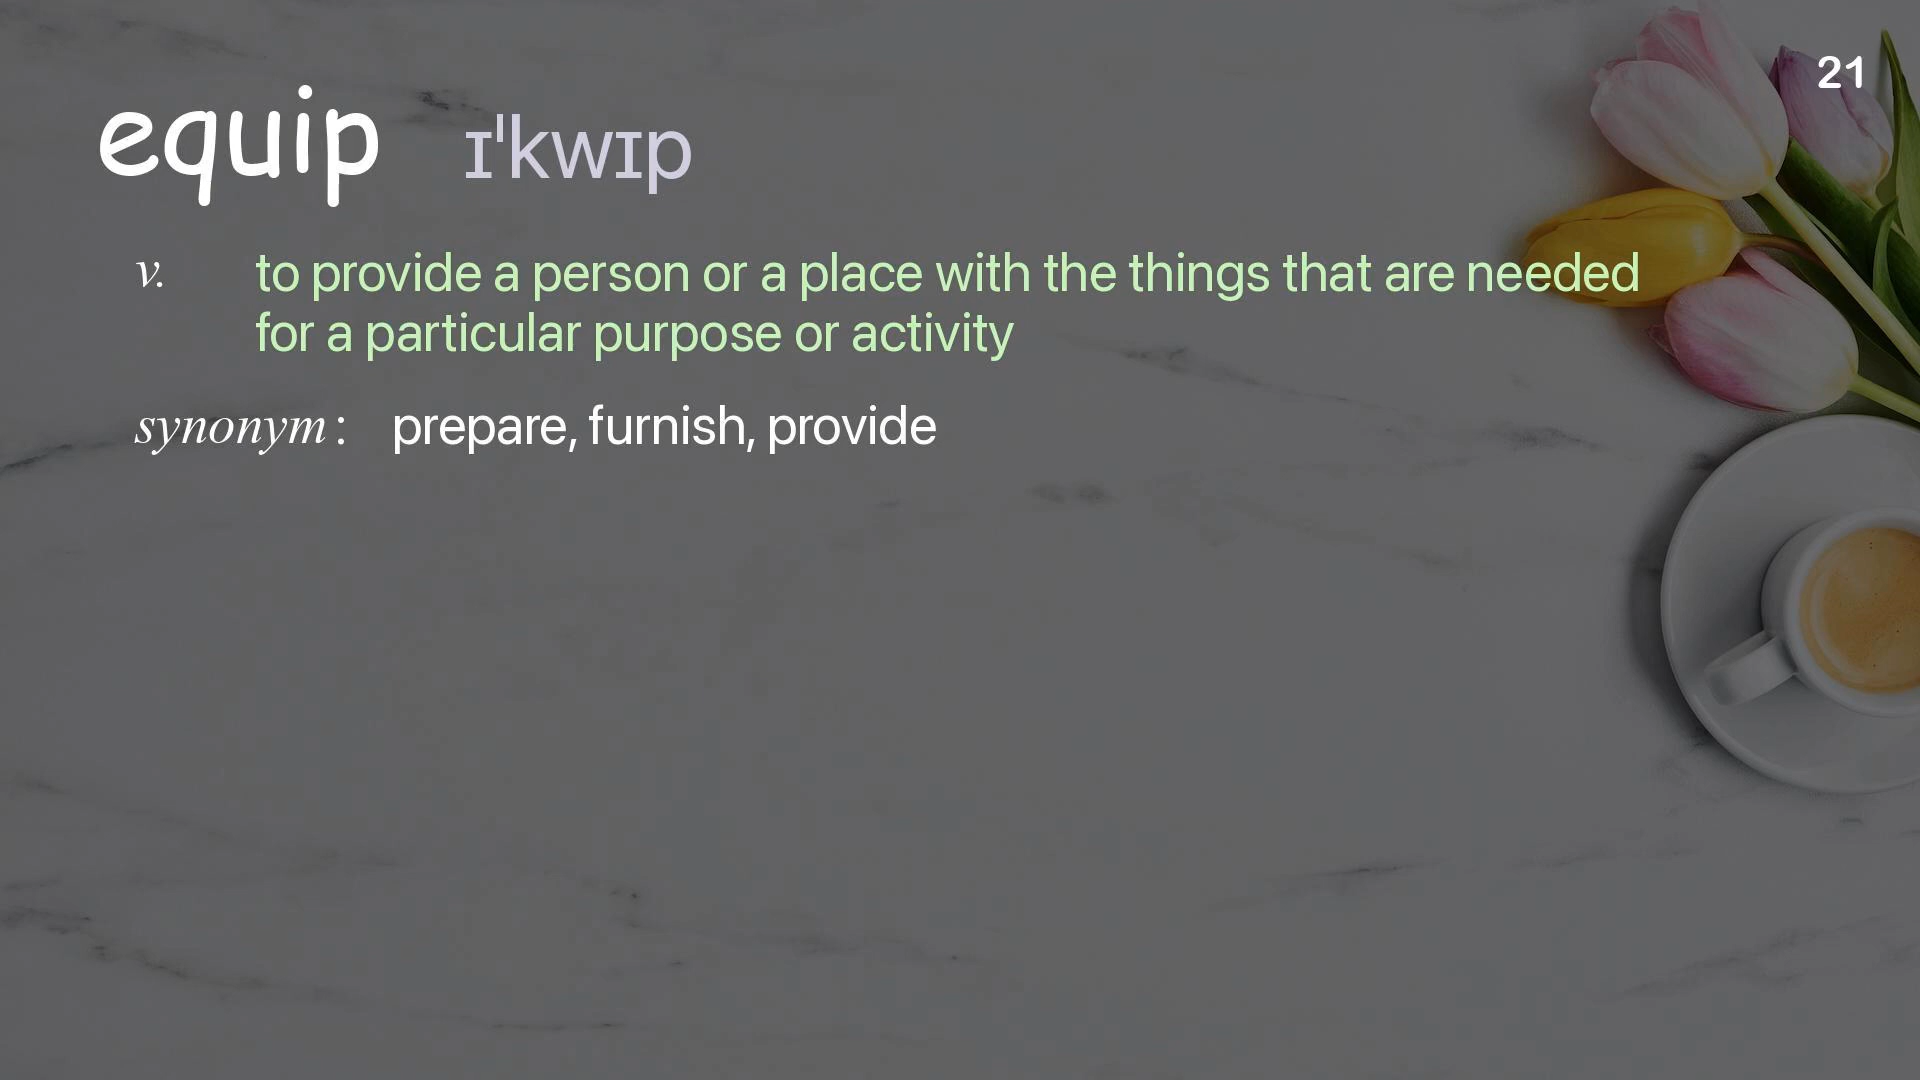 21
equip ɪˈkwɪp
v. to provide a person or a place with the things that are needed
for a particular purpose or activity
synonym : prepare, furnish, provide